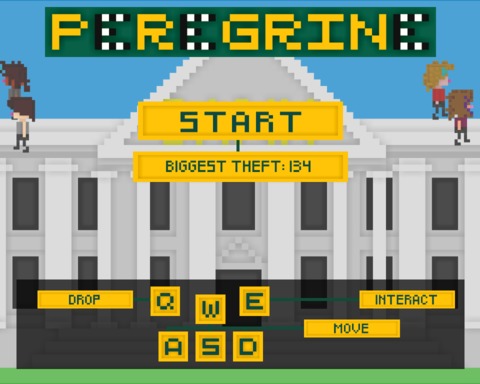 PEREGRINE
START
BIGGEST THEFT: 134
DROP Q W E INTERACT
MOVE
A S D